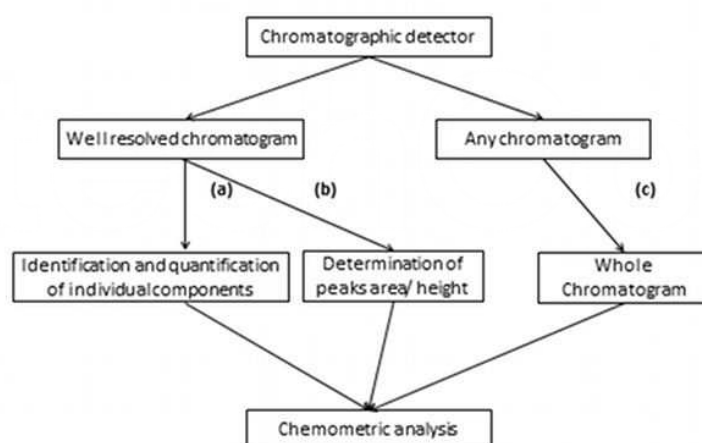 Chromatographic detector
Well resolved chromatogram
Any chromatogram
(a)
(b)
(c)
Identification and quantification
of individual components
Determination of
peaks area/ height
Whole
Chromatogram
Chemometric analysis